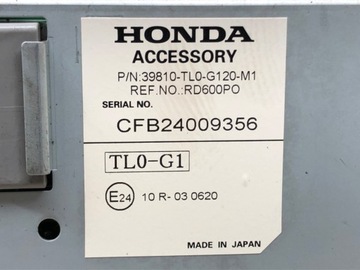 HONDA
ACCESSORY
P/N:39810-TL0-G120-M1
REF.NO.:RD600PO
SERIAL NO.
CFB24009356
TL0-G1
E24 10 R-03 0620
MADE IN JAPAN